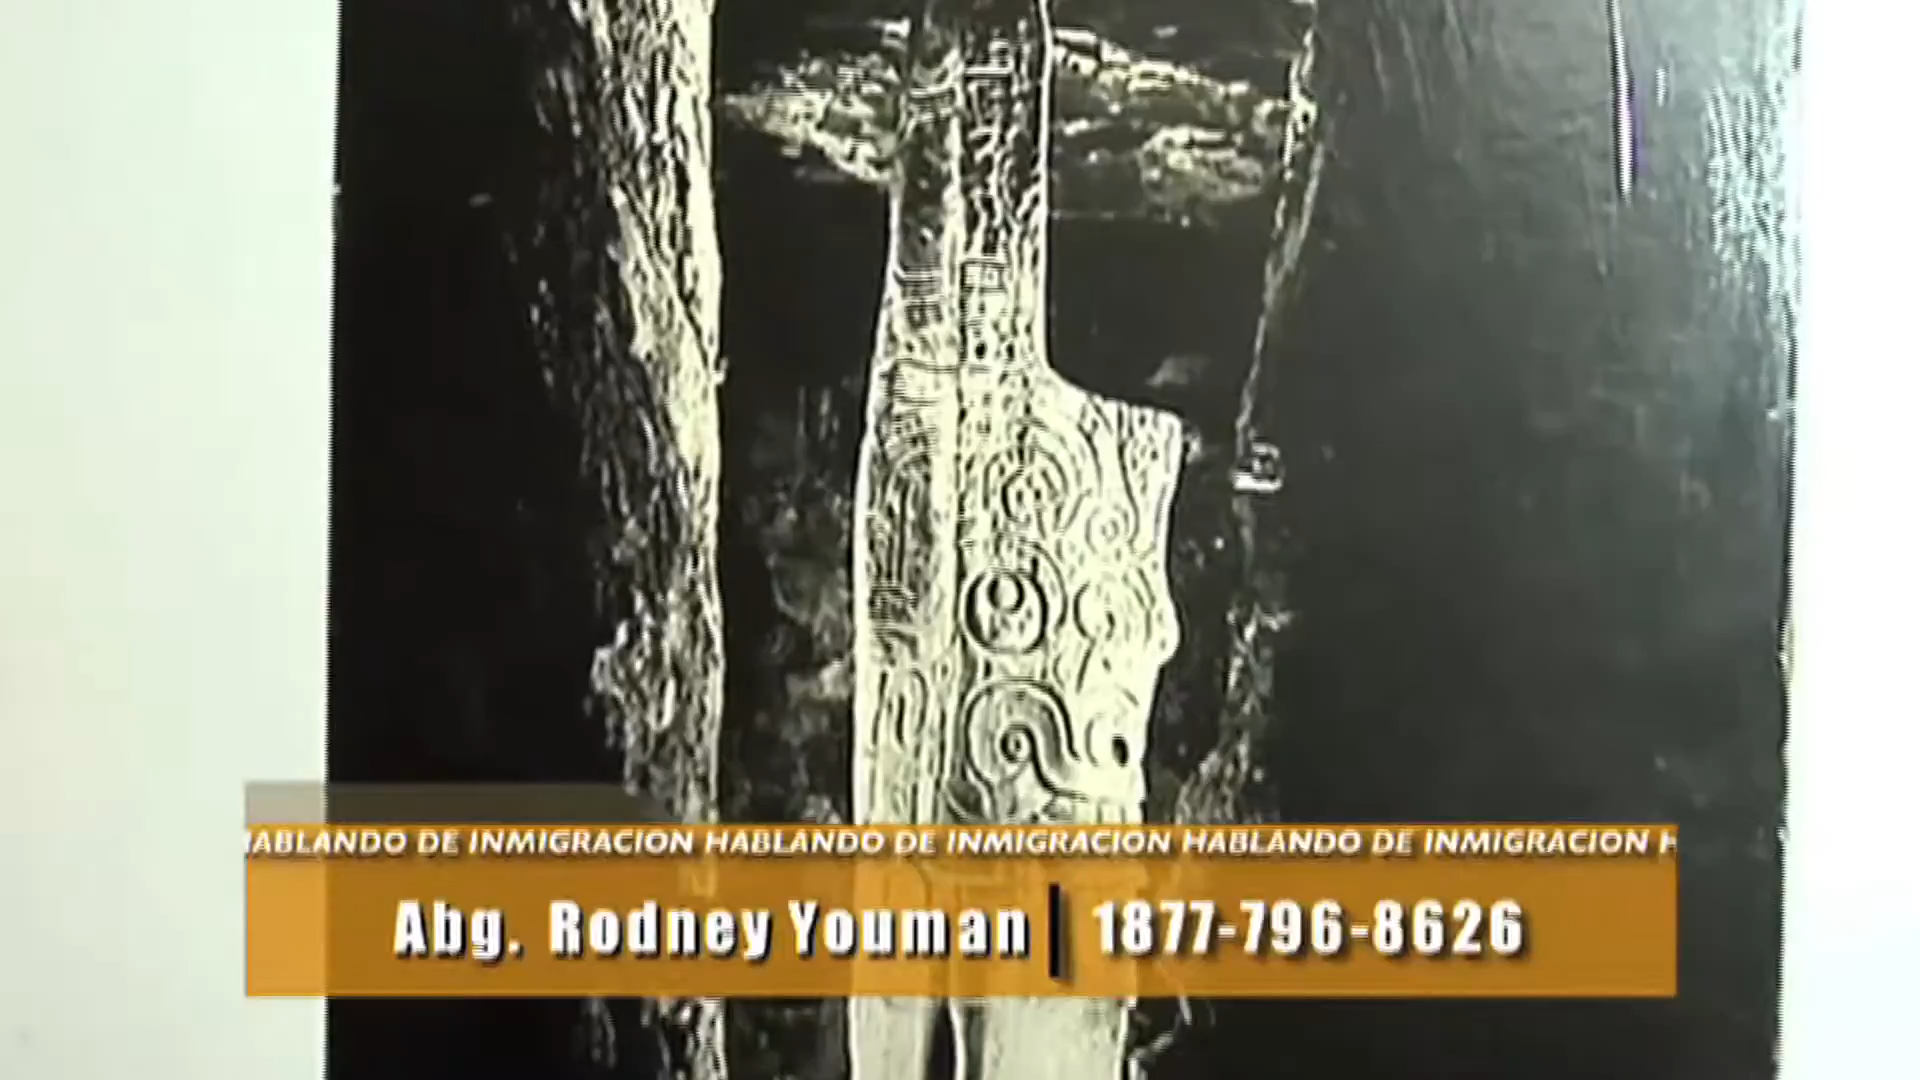 HABLANDO DE INMIGRACION HABLANDO DE INMIGRACION HABLANDO DE INMIGRACION H
Abg. Rodney Youman | 1877-796-8626